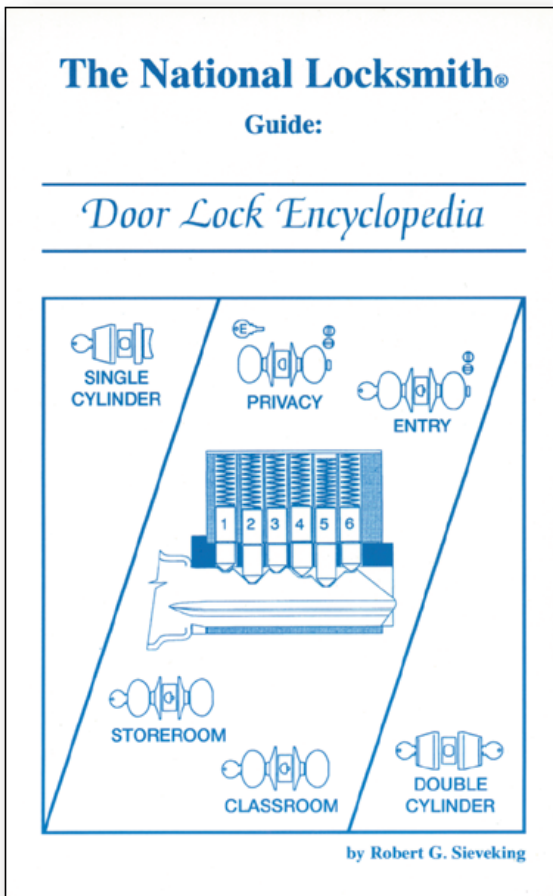 The National Locksmith®
Guide:
Door Lock Encyclopedia
SINGLE
CYLINDER
E
PRIVACY
ENTRY
1 2 3 4 5 6
STOREROOM
CLASSROOM
DOUBLE
CYLINDER
by Robert G. Sieveking